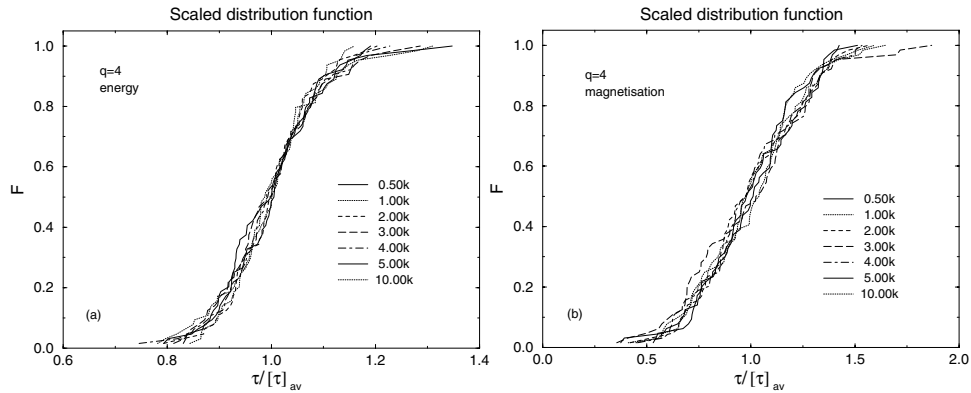 Scaled distribution function
1.0
0.8
0.6
0.4
0.2
0.0
F
q=4
energy
0.50k
1.00k
2.00k
3.00k
4.00k
5.00k
10.00k
(a)
0.6 0.8 1.0 1.2 1.4
τ/[τ]av
Scaled distribution function
1.0
0.8
0.6
0.4
0.2
0.0
F
q=4
magnetisation
0.50k
1.00k
2.00k
3.00k
4.00k
5.00k
10.00k
(b)
0.0 0.5 1.0 1.5 2.0
τ/[τ]av